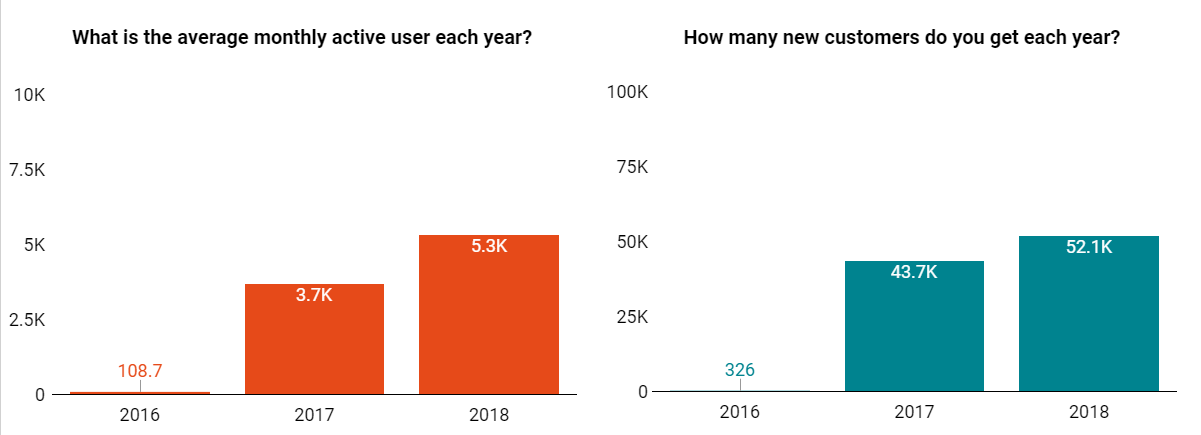 What is the average monthly active user each year?
10K
7.5K
5K
2.5K
0
108.7
3.7K
5.3K
2016
2017
2018
How many new customers do you get each year?
100K
75K
50K
25K
0
326
43.7K
52.1K
2016
2017
2018